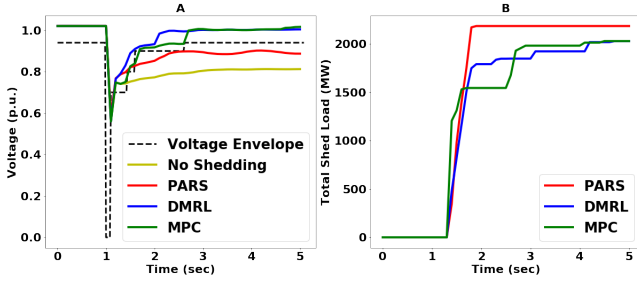 A
Voltage (p.u.)
1.0
0.8
0.6
0.4
0.2
0.0
Voltage Envelope
No Shedding
PARS
DMRL
MPC
0 1 2 3 4 5
Time (sec)
B
Total Shed Load (MW)
2000
1500
1000
500
0
PARS
DMRL
MPC
0 1 2 3 4 5
Time (sec)